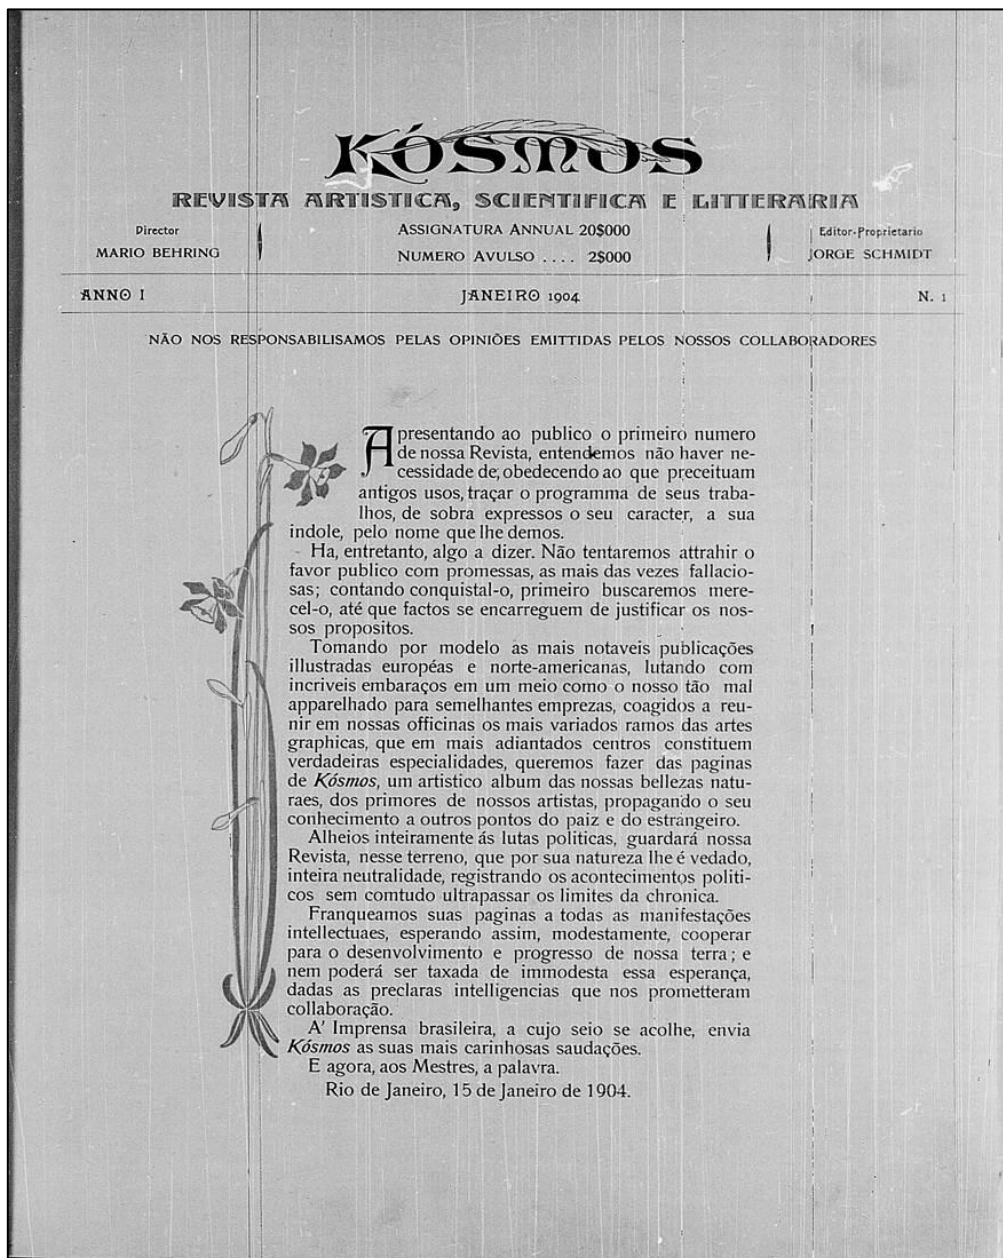 KÓSMOS
REVISTA ARTISTICA, SCIENTIFICA E LITTERARIA
Director
MARIO BEHRING
ASSIGNATURA ANNUAL 20$000
NUMERO AVULSO .... 2$000
Editor-Proprietario
JORGE SCHMIDT
ANNO I JANEIRO 1904 N. 1
NÃO NOS RESPONSABILISAMOS PELAS OPINIÕES EMITTIDAS PELOS NOSSOS COLLABORADORES
Apresentando ao publico o primeiro numero
de nossa Revista, entendemos não haver ne-
cessidade de, obedecendo ao que preceituam
antigos usos, traçar o programma de seus traba-
lhos, de sobra expressos o seu caracter, a sua
indole, pelo nome que lhe demos.
Ha, entretanto, algo a dizer. Não tentaremos attrahir o
favor publico com promessas, as mais das vezes fallacio-
sas; contando conquistal-o, primeiro buscaremos mere-
cel-o, até que factos se encarreguem de justificar os nos-
sos propositos.
Tomando por modelo as mais notaveis publicações
illustradas européas e norte-americanas, lutando com
incriveis embaraços em um meio como o nosso tão mal
apparelhado para semelhantes emprezas, coagidos a reu-
nir em nossas officinas os mais variados ramos das artes
graphicas, que em mais adiantados centros constituem
verdadeiras especialidades, queremos fazer das paginas
de Kósmos, um artistico album das nossas bellezas natu-
raes, dos primores de nossos artistas, propagando o seu
conhecimento a outros pontos do paiz e do estrangeiro.
Alheios inteiramente ás lutas politicas, guardará nossa
Revista, nesse terreno, que por sua natureza lhe é vedado,
inteira neutralidade, registrando os acontecimentos politi-
cos sem comtudo ultrapassar os limites da chronica.
Franqueamos suas paginas a todas as manifestações
intellectuaes, esperando assim, modestamente, cooperar
para o desenvolvimento e progresso de nossa terra; e
nem poderá ser taxada de immodesta essa esperança,
dadas as preclaras intelligencias que nos prometteram
collaboração.
A' Imprensa brasileira, a cujo seio se acolhe, envia
Kósmos as suas mais carinhosas saudações.
E agora, aos Mestres, a palavra.
Rio de Janeiro, 15 de Janeiro de 1904.